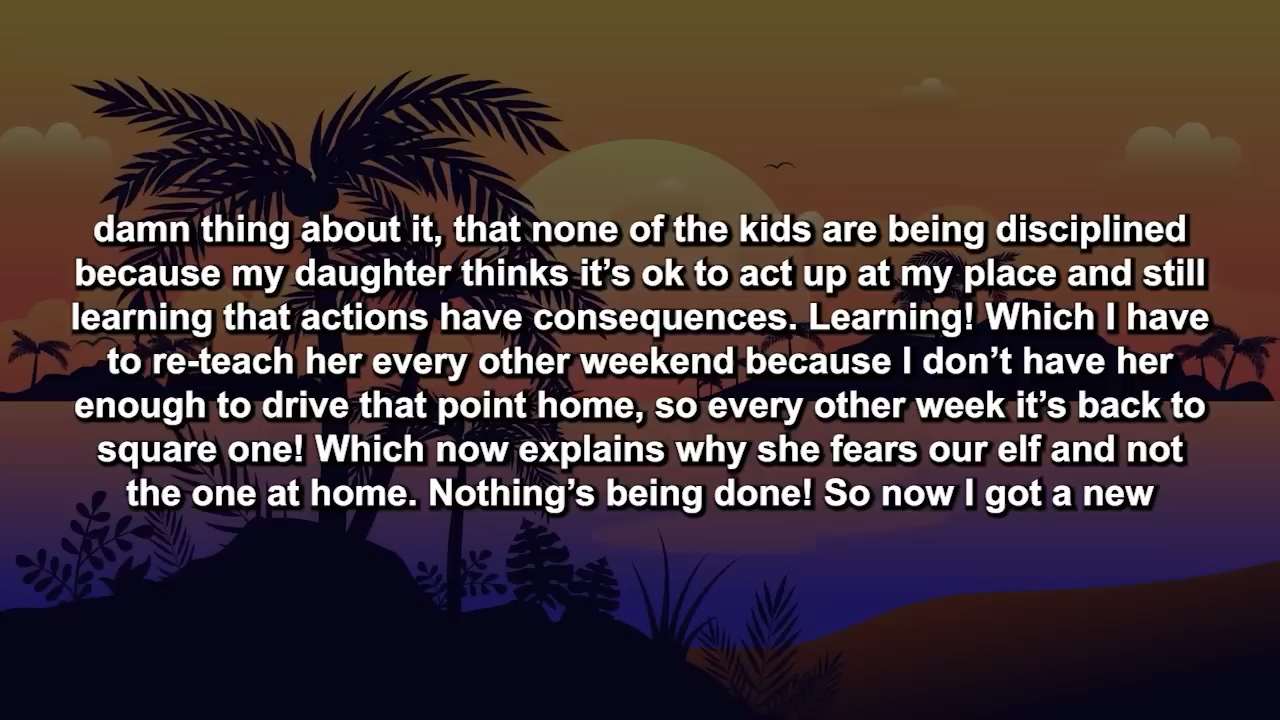 damn thing about it, that none of the kids are being disciplined
because my daughter thinks it’s ok to act up at my place and still
learning that actions have consequences. Learning! Which I have
to re-teach her every other weekend because I don’t have her
enough to drive that point home, so every other week it’s back to
square one! Which now explains why she fears our elf and not
the one at home. Nothing’s being done! So now I got a new